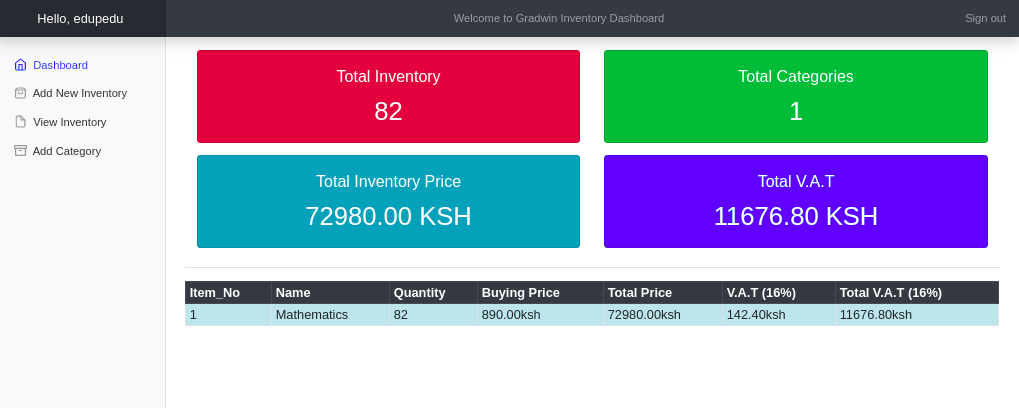 Hello, edupedu
Welcome to Gradwin Inventory Dashboard
Sign out
Dashboard
Add New Inventory
View Inventory
Add Category
Total Inventory
82
Total Categories
1
Total Inventory Price
72980.00 KSH
Total V.A.T
11676.80 KSH
Item_No Name Quantity Buying Price Total Price V.A.T (16%) Total V.A.T (16%)
1 Mathematics 82 890.00ksh 72980.00ksh 142.40ksh 11676.80ksh